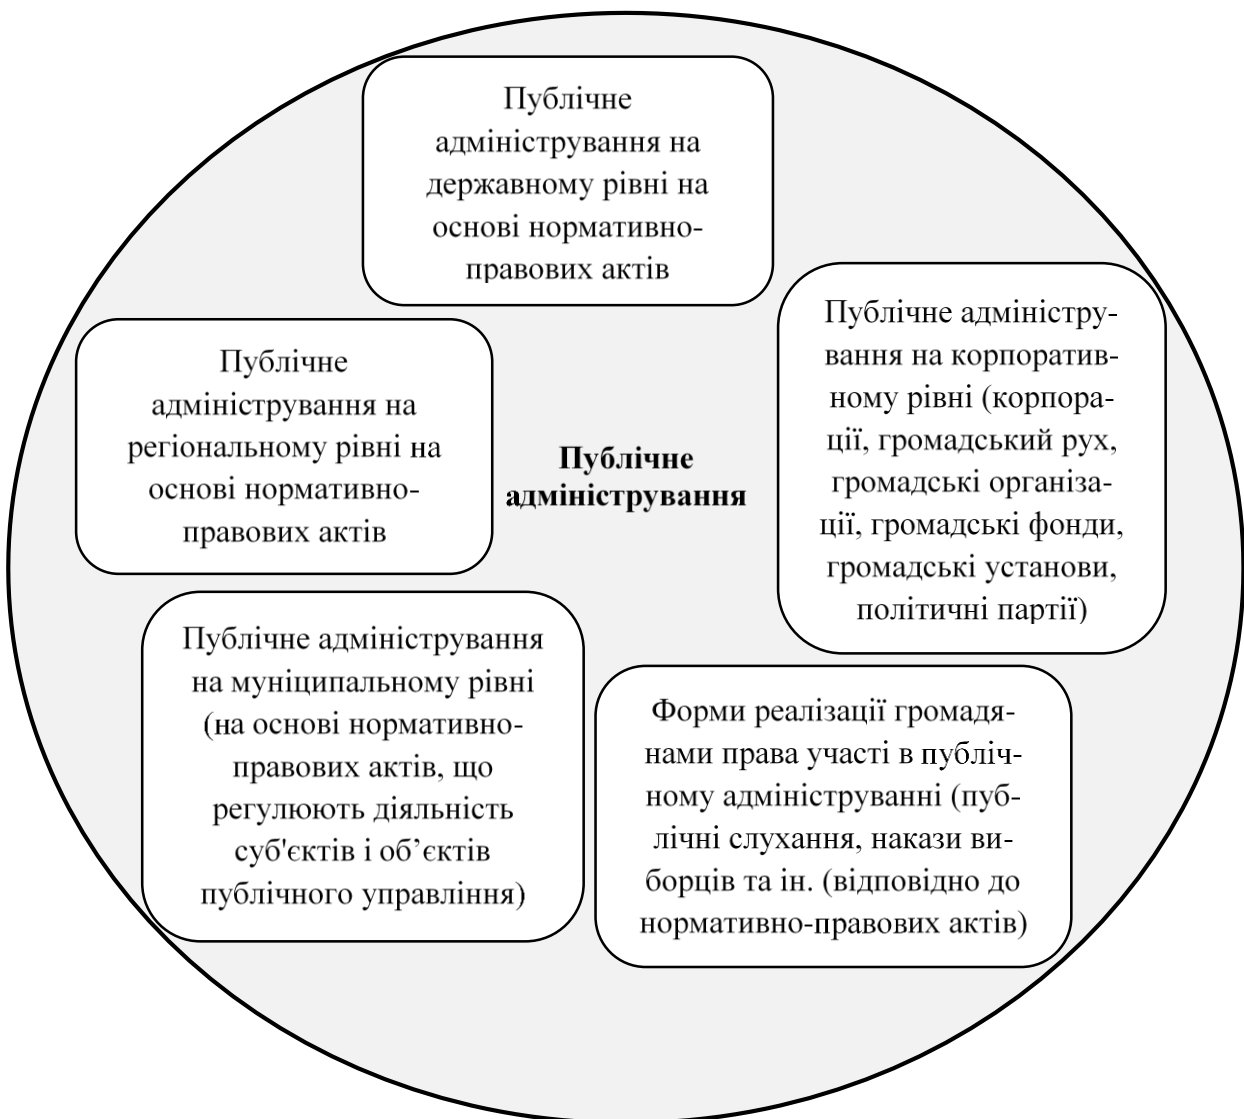 Публічне
адміністрування на
державному рівні на
основі нормативно-
правових актів
Публічне адміністру-
вання на корпоратив-
ному рівні (корпора-
ції, громадський рух,
громадські організа-
ції, громадські фонди,
громадські установи,
політичні партії)
Публічне
адміністрування на
регіональному рівні на
основі нормативно-
правових актів
Публічне
адміністрування
Публічне адміністрування
на муніципальному рівні
(на основі нормативно-
правових актів, що
регулюють діяльність
суб'єктів і об’єктів
публічного управління)
Форми реалізації громадя-
нами права участі в публіч-
ному адмініструванні (пуб-
лічні слухання, накази ви-
борців та ін. (відповідно до
нормативно-правових актів)